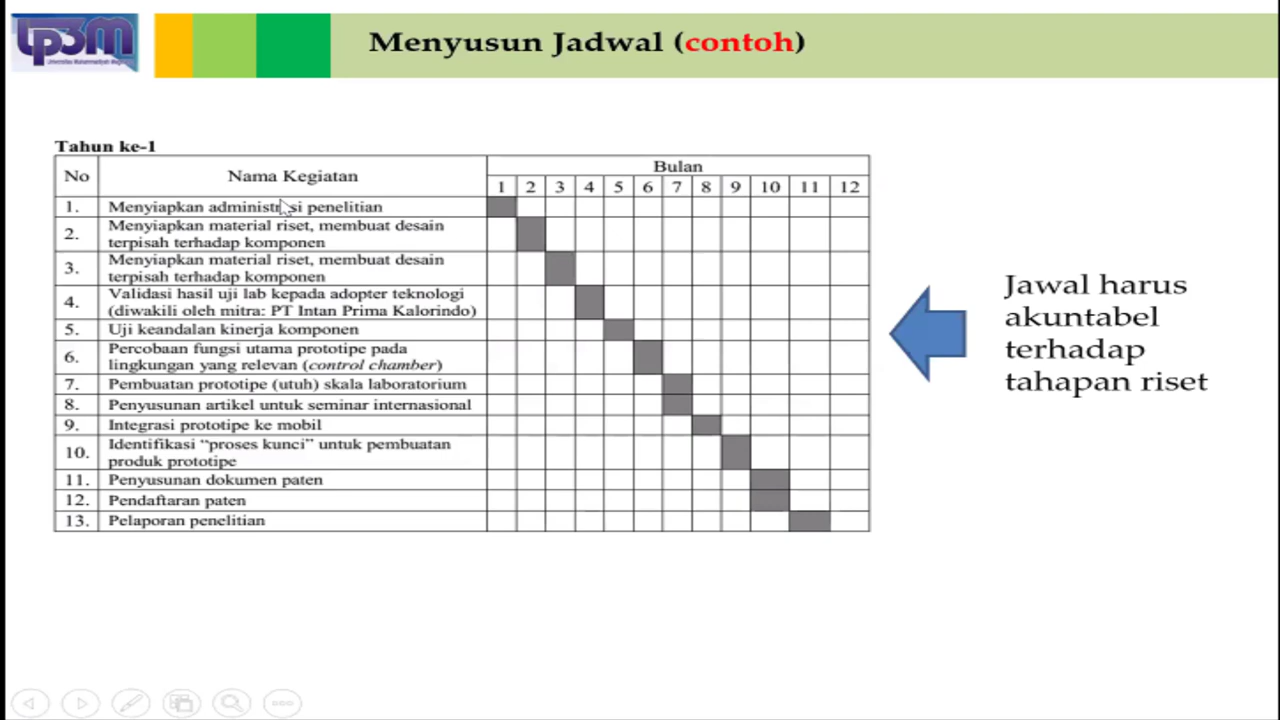 LP3M
Menyusun Jadwal (contoh)
Tahun ke-1
No Nama Kegiatan Bulan
1 2 3 4 5 6 7 8 9 10 11 12
1. Menyiapkan administrasi penelitian
2. Menyiapkan material riset, membuat desain
terpisah terhadap komponen
3. Menyiapkan material riset, membuat desain
terpisah terhadap komponen
4. Validasi hasil uji lab kepada adopter teknologi
(diwakili oleh mitra: PT Intan Prima Kalorindo)
5. Uji keandalan kinerja komponen
6. Percobaan fungsi utama prototipe pada
lingkungan yang relevan (control chamber)
7. Pembuatan prototipe (utuh) skala laboratorium
8. Penyusunan artikel untuk seminar internasional
9. Integrasi prototipe ke mobil
10. Identifikasi “proses kunci” untuk pembuatan
produk prototipe
11. Penyusunan dokumen paten
12. Pendaftaran paten
13. Pelaporan penelitian
Jawal harus
akuntabel
terhadap
tahapan riset